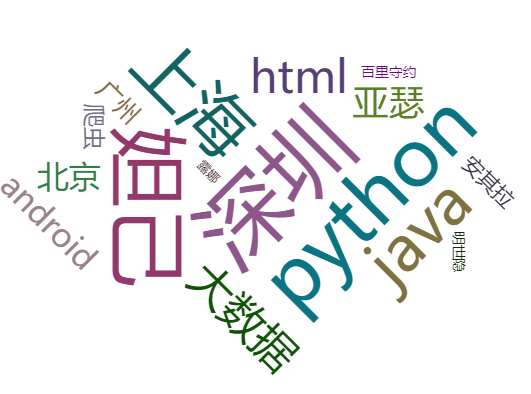 上海
html
百里守约
广州
爬虫
亚瑟
妲己
深圳
python
露娜
北京
安其拉
android
java
明世隐
大数据